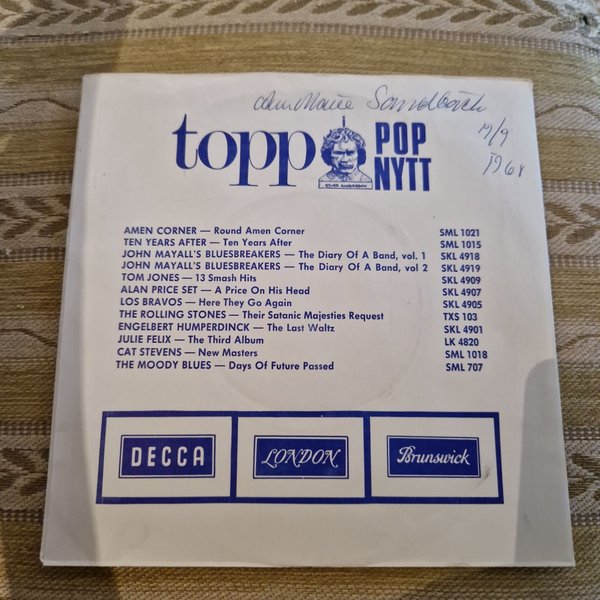 AnnMarie Sandbäck
19/9
1968
topp
POP
NYTT
AMEN CORNER — Round Amen Corner SML 1021
TEN YEARS AFTER — Ten Years After SML 1015
JOHN MAYALL'S BLUESBREAKERS — The Diary Of A Band, vol. 1 SKL 4918
JOHN MAYALL'S BLUESBREAKERS — The Diary Of A Band, vol 2 SKL 4919
TOM JONES — 13 Smash Hits SKL 4909
ALAN PRICE SET — A Price On His Head SKL 4907
LOS BRAVOS — Here They Go Again SKL 4905
THE ROLLING STONES — Their Satanic Majesties Request TXS 103
ENGELBERT HUMPERDINCK — The Last Waltz SKL 4901
JULIE FELIX — The Third Album LK 4820
CAT STEVENS — New Masters SML 1018
THE MOODY BLUES — Days Of Future Passed SML 707
DECCA
LONDON
Brunswick